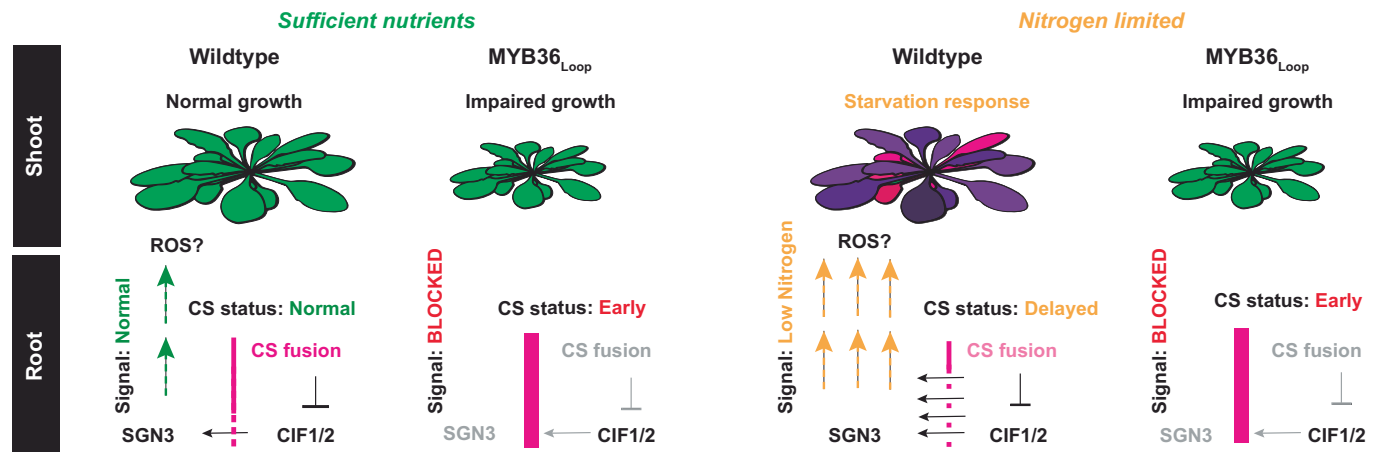 Sufficient nutrients
Nitrogen limited
Wildtype
MYB36Loop
Wildtype
MYB36Loop
Shoot
Normal growth
Impaired growth
Starvation response
Impaired growth
Root
ROS?
Signal: Normal
CS status: Normal
CS fusion
SGN3
CIF1/2
Signal: BLOCKED
CS status: Early
CS fusion
SGN3
CIF1/2
ROS?
Signal: Low Nitrogen
CS status: Delayed
CS fusion
SGN3
CIF1/2
Signal: BLOCKED
CS status: Early
CS fusion
SGN3
CIF1/2